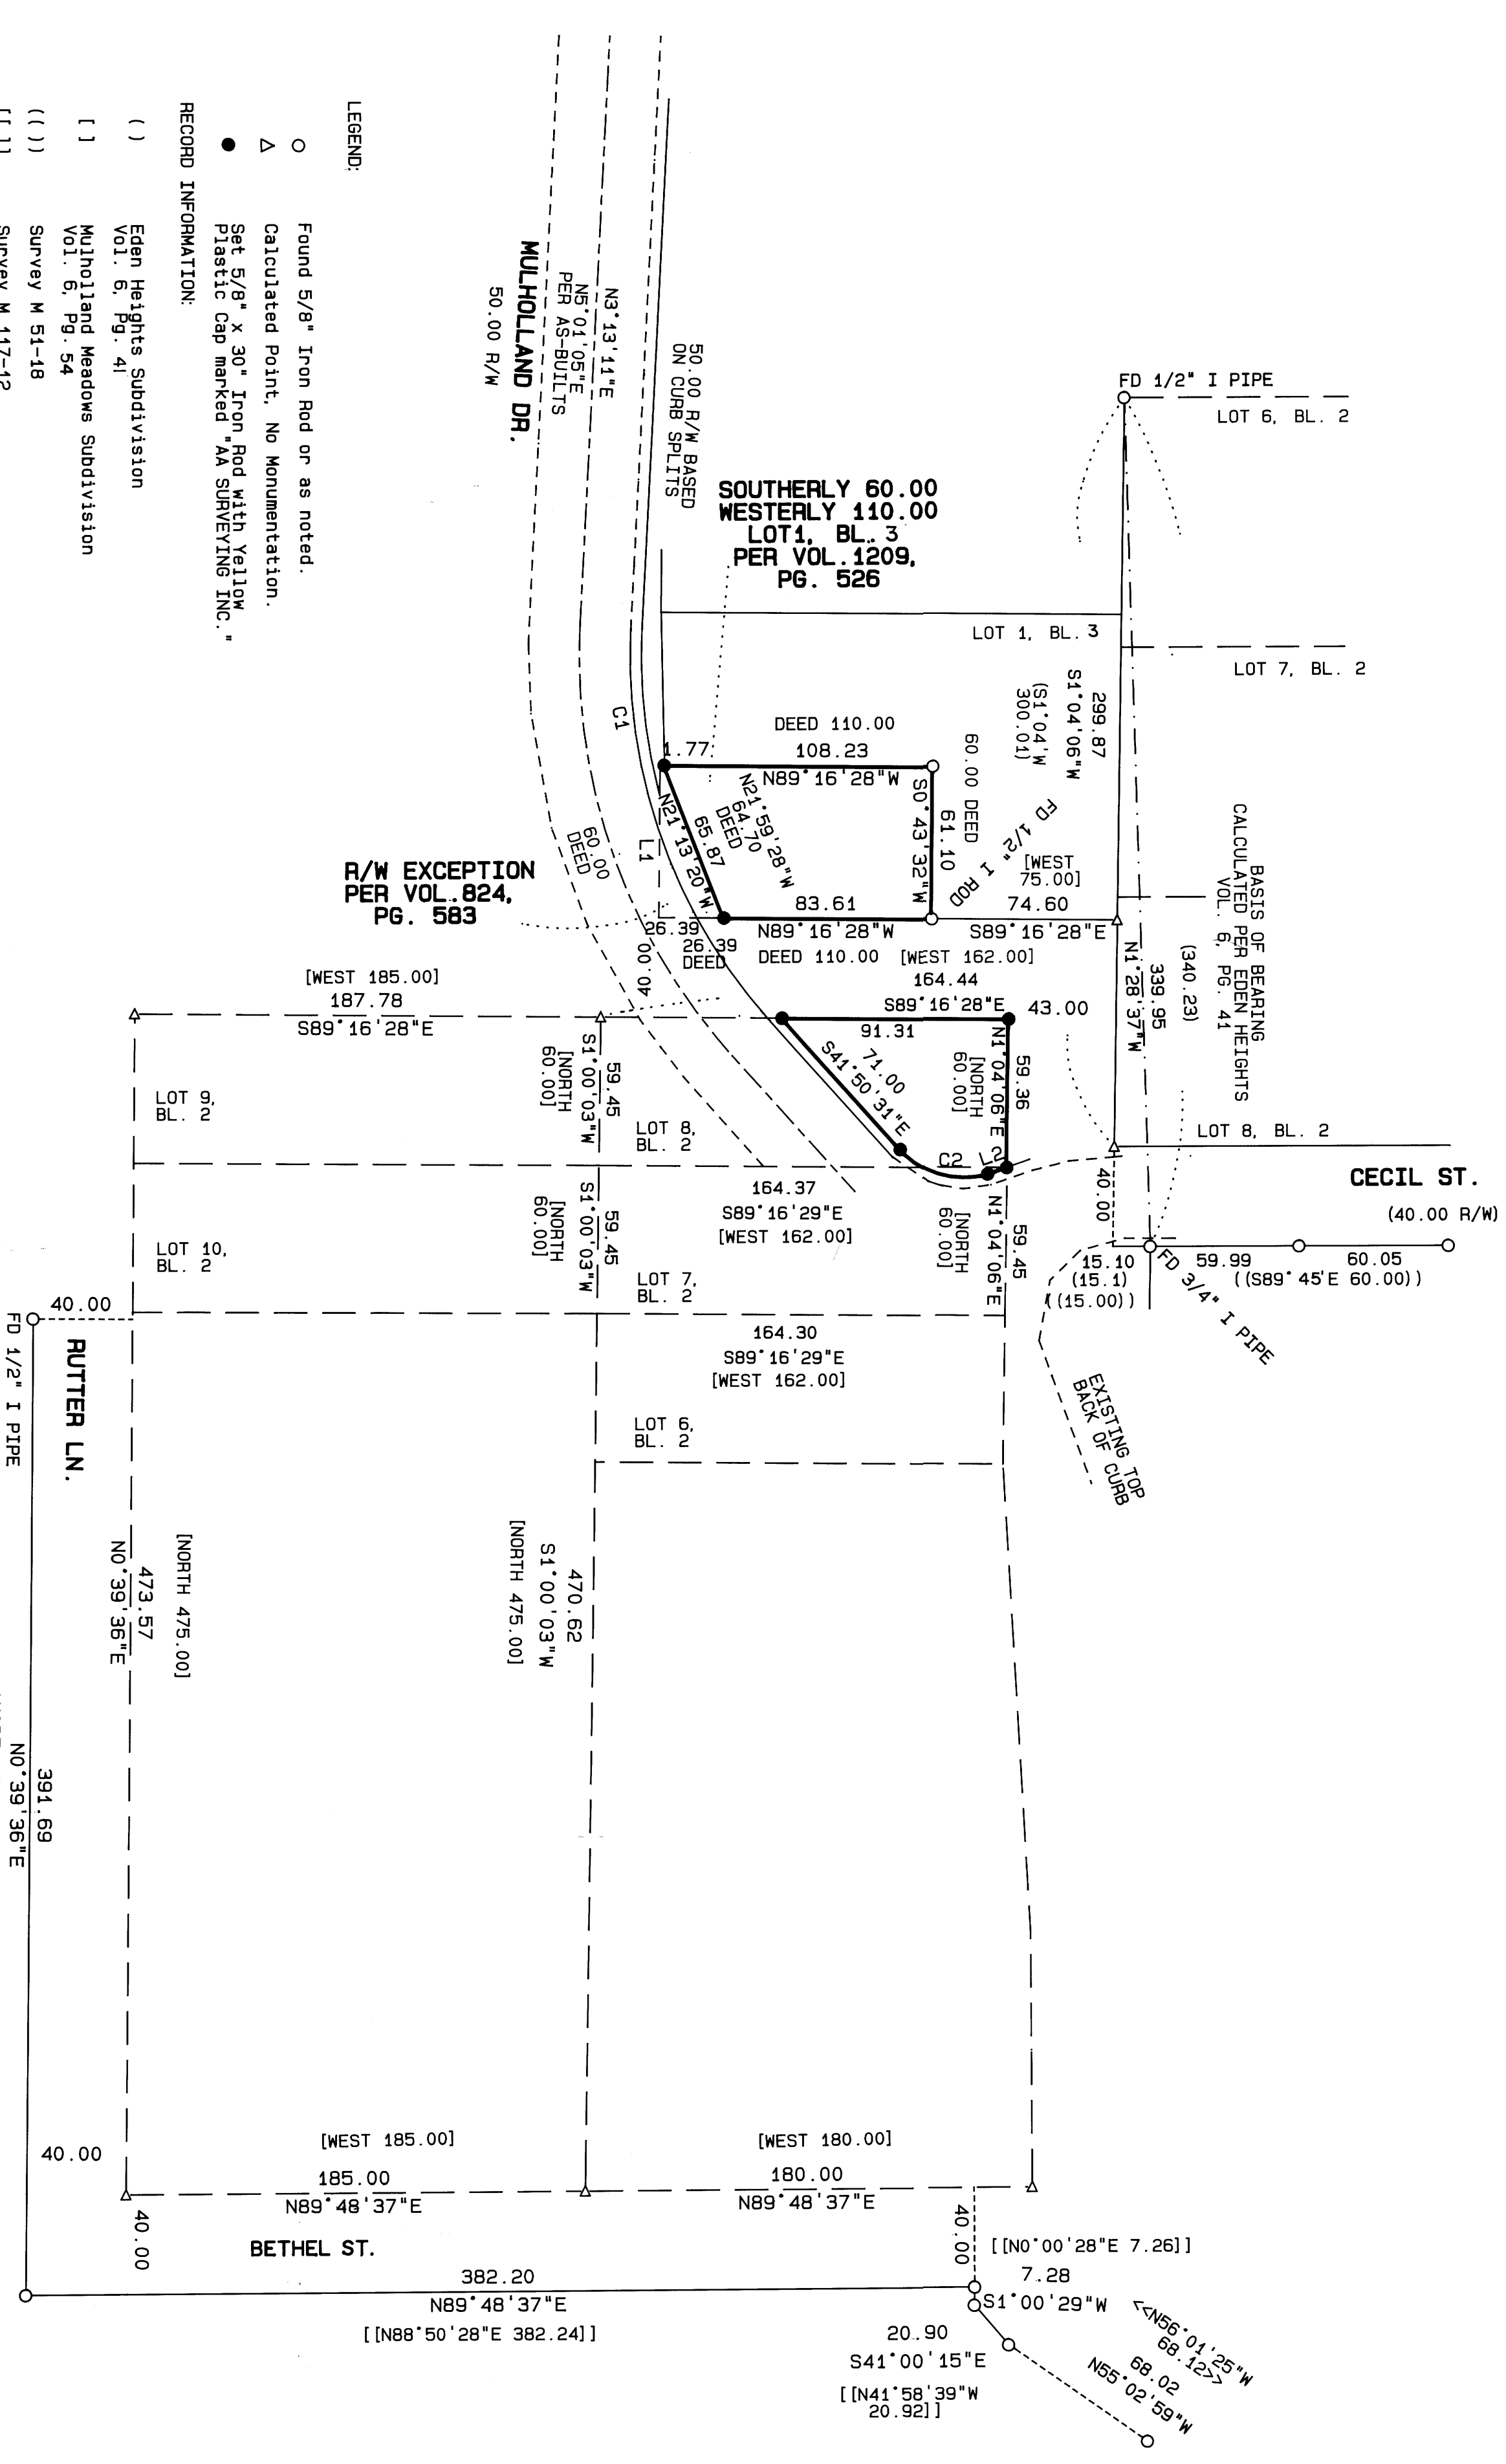 FD 1/2" I PIPE
LOT 6, BL. 2
LEGEND:
Found 5/8" Iron Rod or as noted.
Calculated Point, No Monumentation.
Set 5/8" x 30" Iron Rod with Yellow
Plastic Cap marked "AA SURVEYING INC."
RECORD INFORMATION:
( ) Eden Heights Subdivision
Vol. 6, Pg. 41
[ ] Mulholland Meadows Subdivision
Vol. 6, Pg. 54
(( )) Survey M 51-18
[[ ]] Survey M 117-12
MULHOLLAND DR.
50.00 R/W
N3°13'11"E
N5°01'05"E
PER AS-BUILTS
50.00 R/W BASED
ON CURB SPLITS
SOUTHERLY 60.00
WESTERLY 110.00
LOT1, BL. 3
PER VOL.1209,
PG. 526
LOT 1, BL. 3
LOT 7, BL. 2
299.87
S1°04'06"W
(S1°04'W
300.01)
C1
DEED 110.00
1.77
108.23
N89°16'28"W
60.00 DEED
61.10
S0°43'32"W
FD 1/2" I ROD
N21°59'28"W
64.70
DEED
65.87
N21°13'20"W
L1
60.00
DEED
[WEST
75.00]
74.60
S89°16'28"E
83.61
N89°16'28"W
26.39
26.39
DEED
DEED 110.00
[WEST 162.00]
164.44
S89°16'28"E
R/W EXCEPTION
PER VOL.824,
PG. 583
40.00
BASIS OF BEARING
CALCULATED PER EDEN HEIGHTS
VOL. 6, PG. 41
(340.23)
339.95
N1°28'37"W
[WEST 185.00]
187.78
S89°16'28"E
91.31
43.00
71.00
S41°50'31"E
59.36
N1°04'06"E
[NORTH
60.00]
C2
L2
59.45
S1°00'03"W
[NORTH
60.00]
LOT 9,
BL. 2
LOT 8,
BL. 2
LOT 8, BL. 2
CECIL ST.
(40.00 R/W)
40.00
15.10
(15.1)
((15.00))
59.99
60.05
((S89°45'E 60.00))
FD 3/4" I PIPE
164.37
S89°16'29"E
[WEST 162.00]
59.45
N1°04'06"E
[NORTH
60.00]
59.45
S1°00'03"W
[NORTH
60.00]
LOT 10,
BL. 2
LOT 7,
BL. 2
40.00
RUTTER LN.
FD 1/2" I PIPE
164.30
S89°16'29"E
[WEST 162.00]
EXISTING TOP
BACK OF CURB
LOT 6,
BL. 2
[NORTH 475.00]
473.57
N0°39'36"E
470.62
S1°00'03"W
[NORTH 475.00]
391.69
N0°39'36"E
[WEST 185.00]
185.00
N89°48'37"E
[WEST 180.00]
180.00
N89°48'37"E
40.00
40.00
40.00
BETHEL ST.
382.20
N89°48'37"E
[[N88°50'28"E 382.24]]
[[N0°00'28"E 7.26]]
7.28
S1°00'29"W
20.90
S41°00'15"E
[[N41°58'39"W
20.92]]
<<N56°01'25"W
68.12>>
68.02
N55°02'59"W